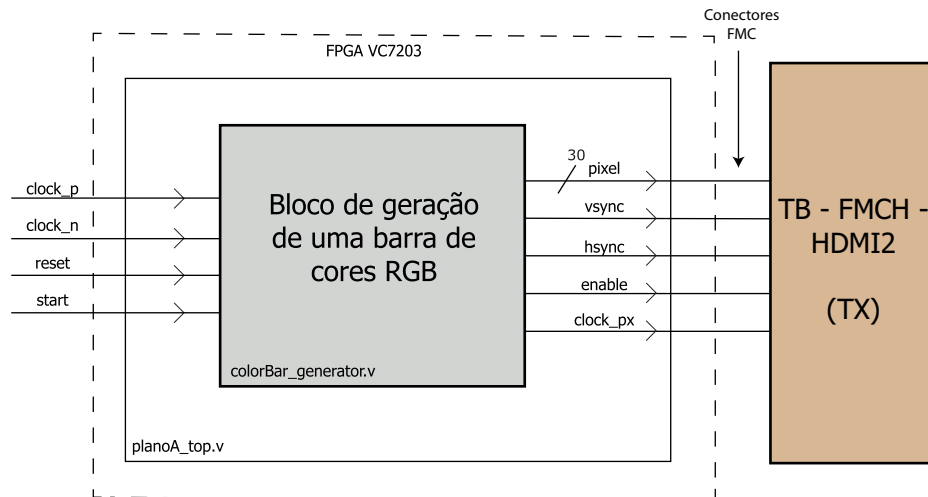 Conectores
FMC
FPGA VC7203
30
pixel
clock_p
vsync
clock_n
hsync
reset
enable
start
clock_px
Bloco de geração
de uma barra de
cores RGB
colorBar_generator.v
planoA_top.v
TB - FMCH -
HDMI2
(TX)